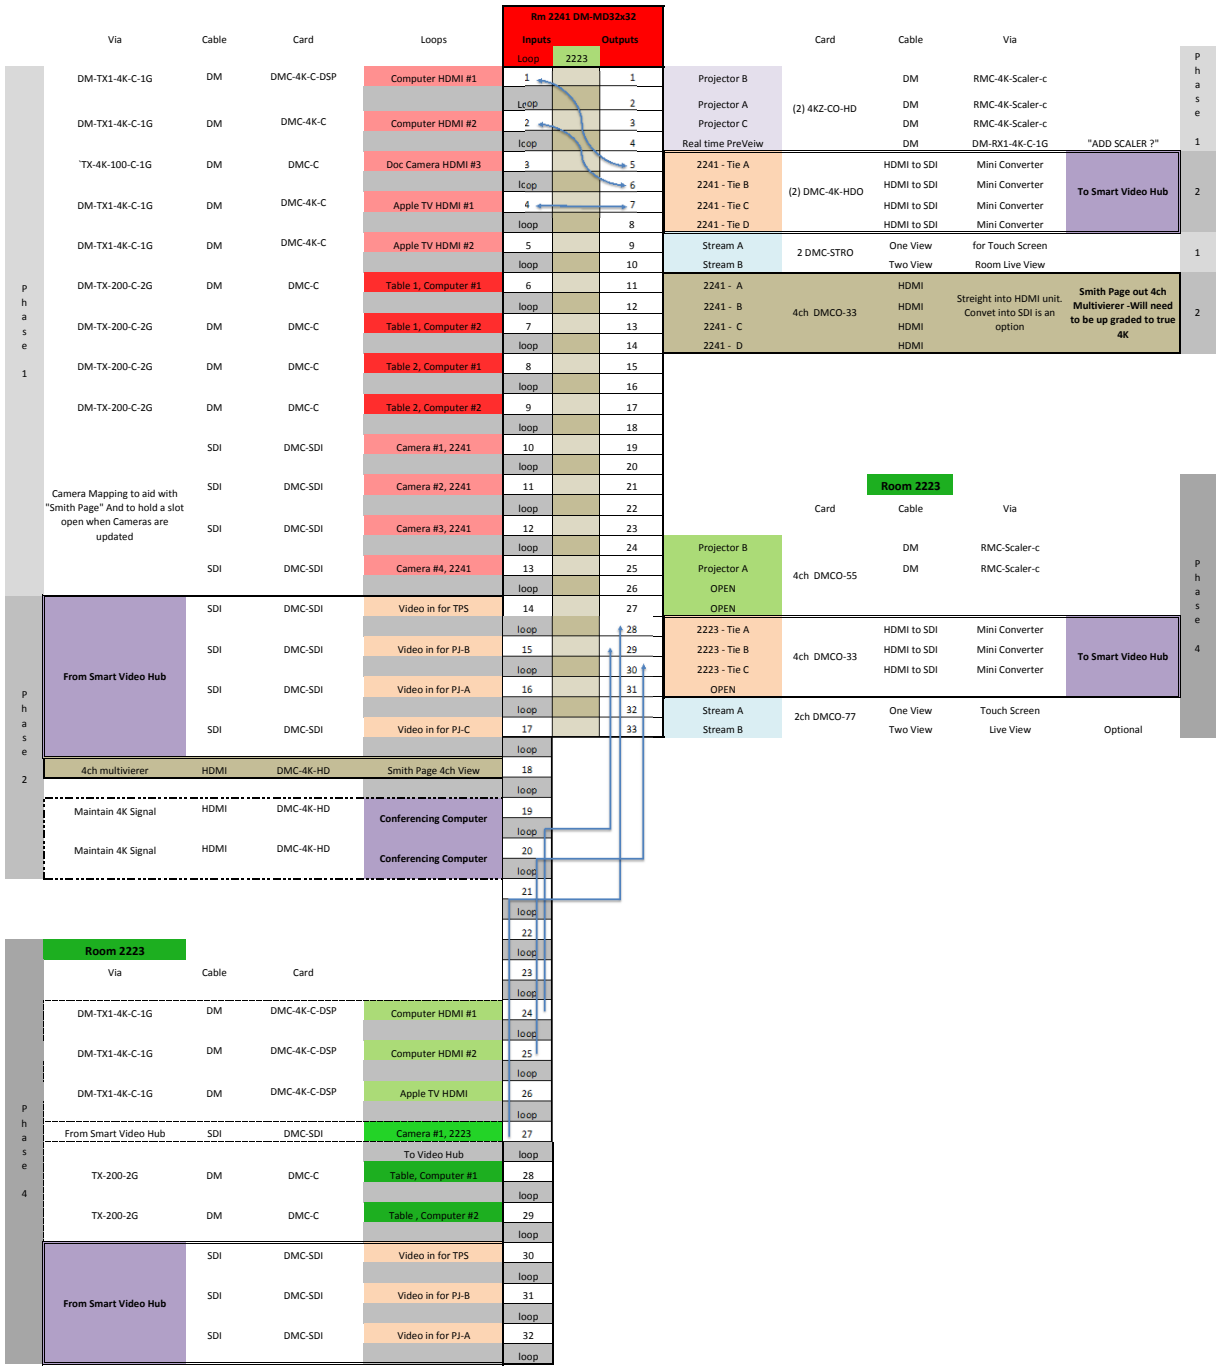 Rm 2241 DM-MD32x32
Via Cable Card Loops Inputs Outputs Card Cable Via
Loop 2223
P
h
a
s
e
1
DM-TX1-4K-C-1G DM DMC-4K-C-DSP Computer HDMI #1 1 1 Projector B DM RMC-4K-Scaler-c
Loop 2 Projector A (2) 4KZ-CO-HD DM RMC-4K-Scaler-c
DM-TX1-4K-C-1G DM DMC-4K-C Computer HDMI #2 2 3 Projector C DM RMC-4K-Scaler-c
loop 4 Real time PreVeiw DM DM-RX1-4K-C-1G "ADD SCALER ?"
`TX-4K-100-C-1G DM DMC-C Doc Camera HDMI #3 3 5 2241 - Tie A HDMI to SDI Mini Converter
loop 6 2241 - Tie B (2) DMC-4K-HDO HDMI to SDI Mini Converter To Smart Video Hub 2
DM-TX1-4K-C-1G DM DMC-4K-C Apple TV HDMI #1 4 7 2241 - Tie C HDMI to SDI Mini Converter
loop 8 2241 - Tie D HDMI to SDI Mini Converter
DM-TX1-4K-C-1G DM DMC-4K-C Apple TV HDMI #2 5 9 Stream A 2 DMC-STRO One View for Touch Screen 1
loop 10 Stream B Two View Room Live View
DM-TX-200-C-2G DM DMC-C Table 1, Computer #1 6 11 2241 - A HDMI
loop 12 2241 - B 4ch DMCO-33 HDMI
DM-TX-200-C-2G DM DMC-C Table 1, Computer #2 7 13 2241 - C HDMI
loop 14 2241 - D HDMI
Streight into HDMI unit.
Convet into SDI is an
option
Smith Page out 4ch
Multivierer -Will need
to be up graded to true
4K
2
P
h
a
s
e
1
DM-TX-200-C-2G DM DMC-C Table 2, Computer #1 8 15
loop 16
DM-TX-200-C-2G DM DMC-C Table 2, Computer #2 9 17
loop 18
SDI DMC-SDI Camera #1, 2241 10 19
loop 20
SDI DMC-SDI Camera #2, 2241 11 21
loop 22
SDI DMC-SDI Camera #3, 2241 12 23
loop 24
SDI DMC-SDI Camera #4, 2241 13 25
loop 26
Camera Mapping to aid with
"Smith Page" And to hold a slot
open when Cameras are
updated
Room 2223
Card Cable Via
Projector B DM RMC-Scaler-c
Projector A 4ch DMCO-55 DM RMC-Scaler-c
OPEN
OPEN
2223 - Tie A HDMI to SDI Mini Converter
2223 - Tie B 4ch DMCO-33 HDMI to SDI Mini Converter To Smart Video Hub
2223 - Tie C HDMI to SDI Mini Converter
OPEN
Stream A 2ch DMCO-77 One View Touch Screen
Stream B Two View Live View Optional
P
h
a
s
e
4
SDI DMC-SDI Video in for TPS 14 27
loop 28
SDI DMC-SDI Video in for PJ-B 15 29
From Smart Video Hub loop 30
SDI DMC-SDI Video in for PJ-A 16 31
loop 32
SDI DMC-SDI Video in for PJ-C 17 33
loop
4ch multivierer HDMI DMC-4K-HD Smith Page 4ch View 18
loop
Maintain 4K Signal HDMI DMC-4K-HD Conferencing Computer 19
loop
Maintain 4K Signal HDMI DMC-4K-HD Conferencing Computer 20
loop
P
h
a
s
e
2
21
loop
22
Room 2223 loop
Via Cable Card 23
loop
DM-TX1-4K-C-1G DM DMC-4K-C-DSP Computer HDMI #1 24
loop
DM-TX1-4K-C-1G DM DMC-4K-C-DSP Computer HDMI #2 25
loop
DM-TX1-4K-C-1G DM DMC-4K-C-DSP Apple TV HDMI 26
loop
From Smart Video Hub SDI DMC-SDI Camera #1, 2223 27
To Video Hub loop
TX-200-2G DM DMC-C Table, Computer #1 28
loop
TX-200-2G DM DMC-C Table , Computer #2 29
loop
SDI DMC-SDI Video in for TPS 30
loop
SDI DMC-SDI Video in for PJ-B 31
From Smart Video Hub
loop
SDI DMC-SDI Video in for PJ-A 32
loop
P
h
a
s
e
4